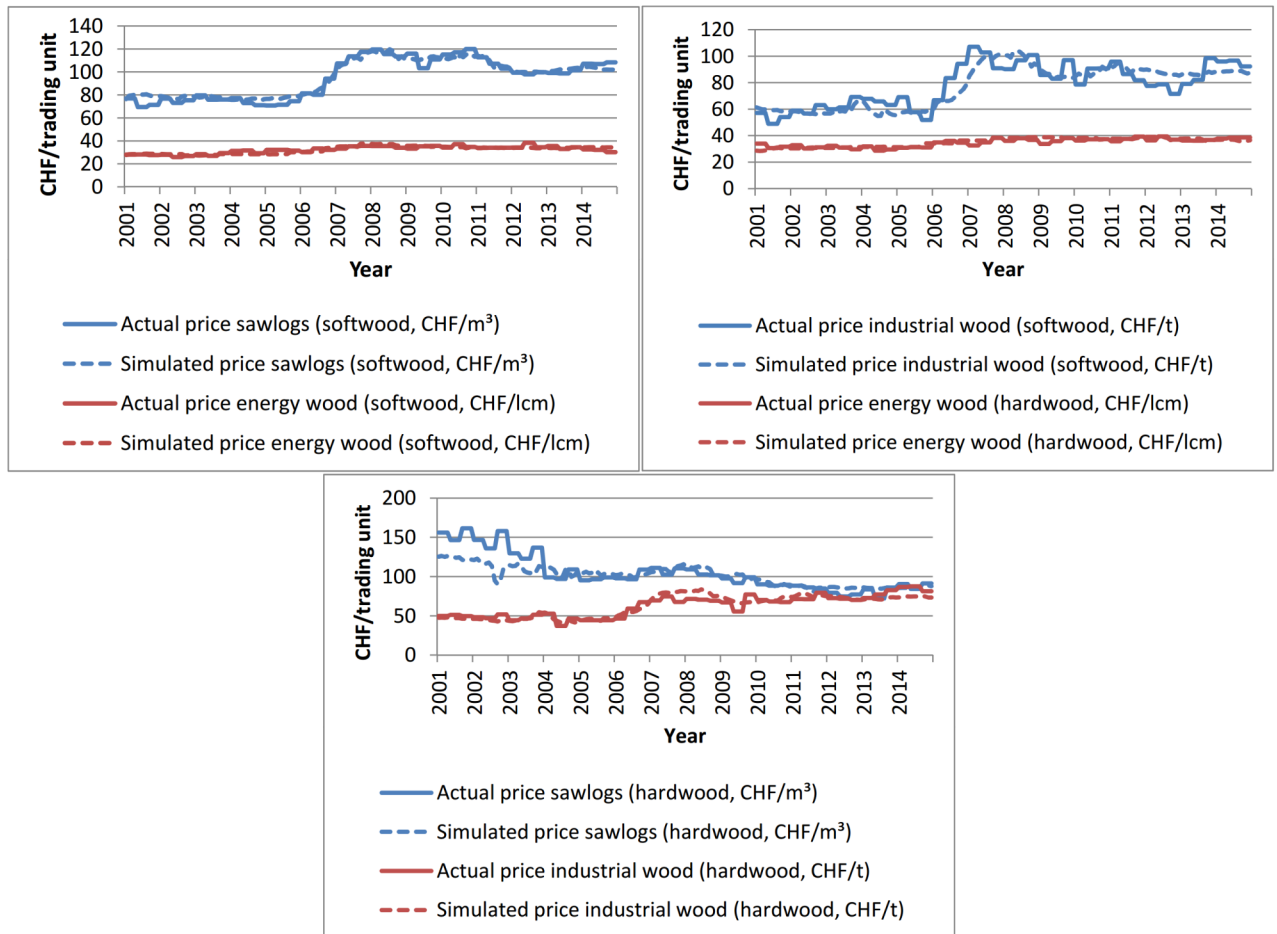 CHF/trading unit
140
120
100
80
60
40
20
0
2001 2002 2003 2004 2005 2006 2007 2008 2009 2010 2011 2012 2013 2014
Year
Actual price sawlogs (softwood, CHF/m³)
Simulated price sawlogs (softwood, CHF/m³)
Actual price energy wood (softwood, CHF/lcm)
Simulated price energy wood (softwood, CHF/lcm)
CHF/trading unit
120
100
80
60
40
20
0
2001 2002 2003 2004 2005 2006 2007 2008 2009 2010 2011 2012 2013 2014
Year
Actual price industrial wood (softwood, CHF/t)
Simulated price industrial wood (softwood, CHF/t)
Actual price energy wood (hardwood, CHF/lcm)
Simulated price energy wood (hardwood, CHF/lcm)
CHF/trading unit
200
150
100
50
0
2001 2002 2003 2004 2005 2006 2007 2008 2009 2010 2011 2012 2013 2014
Year
Actual price sawlogs (hardwood, CHF/m³)
Simulated price sawlogs (hardwood, CHF/m³)
Actual price industrial wood (hardwood, CHF/t)
Simulated price industrial wood (hardwood, CHF/t)